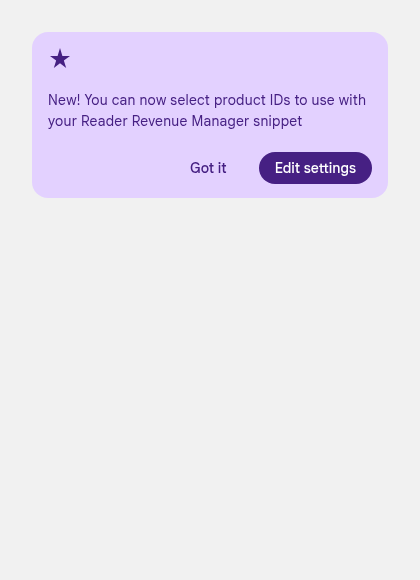 New! You can now select product IDs to use with
your Reader Revenue Manager snippet
Got it
Edit settings